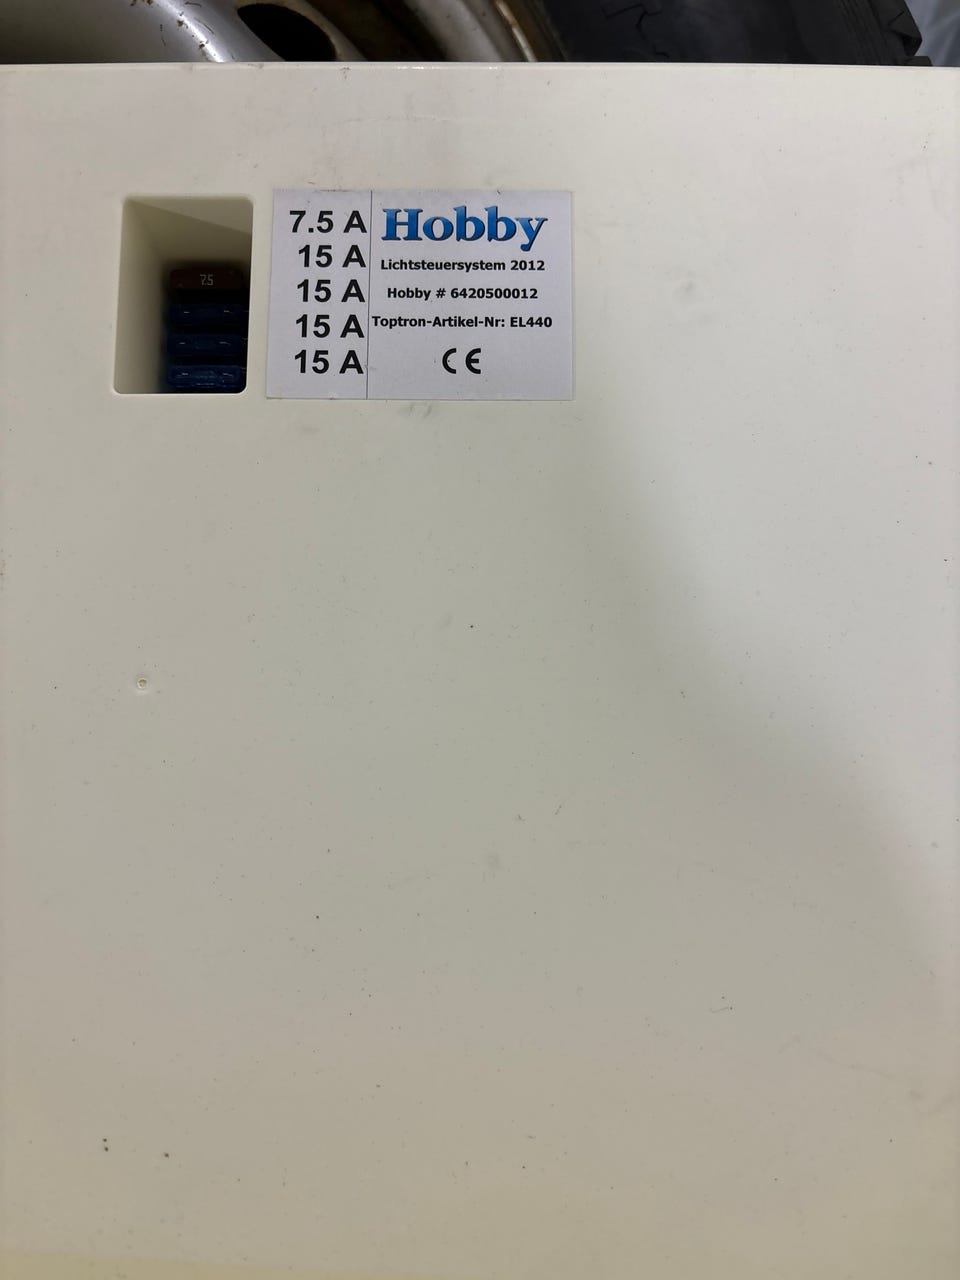 7.5
7.5 A
15 A
15 A
15 A
15 A
Hobby
Lichtsteuersystem 2012
Hobby # 6420500012
Toptron-Artikel-Nr: EL440
CE